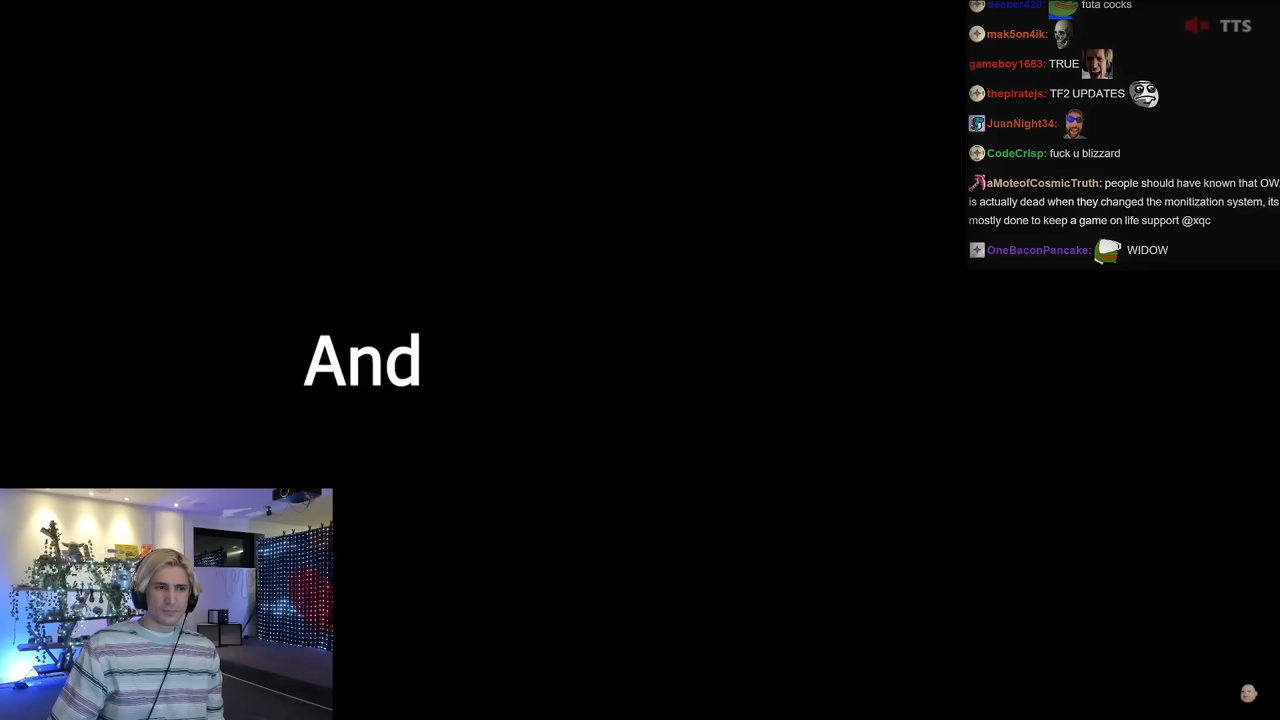 deeber420: futa cocks
TTS
mak5on4ik:
gameboy1663: TRUE
thepiratejs: TF2 UPDATES
JuanNight34:
CodeCrisp: fuck u blizzard
aMoteofCosmicTruth: people should have known that OW
is actually dead when they changed the monitization system, its
mostly done to keep a game on life support @xqc
OneBaconPancake: WIDOW
And